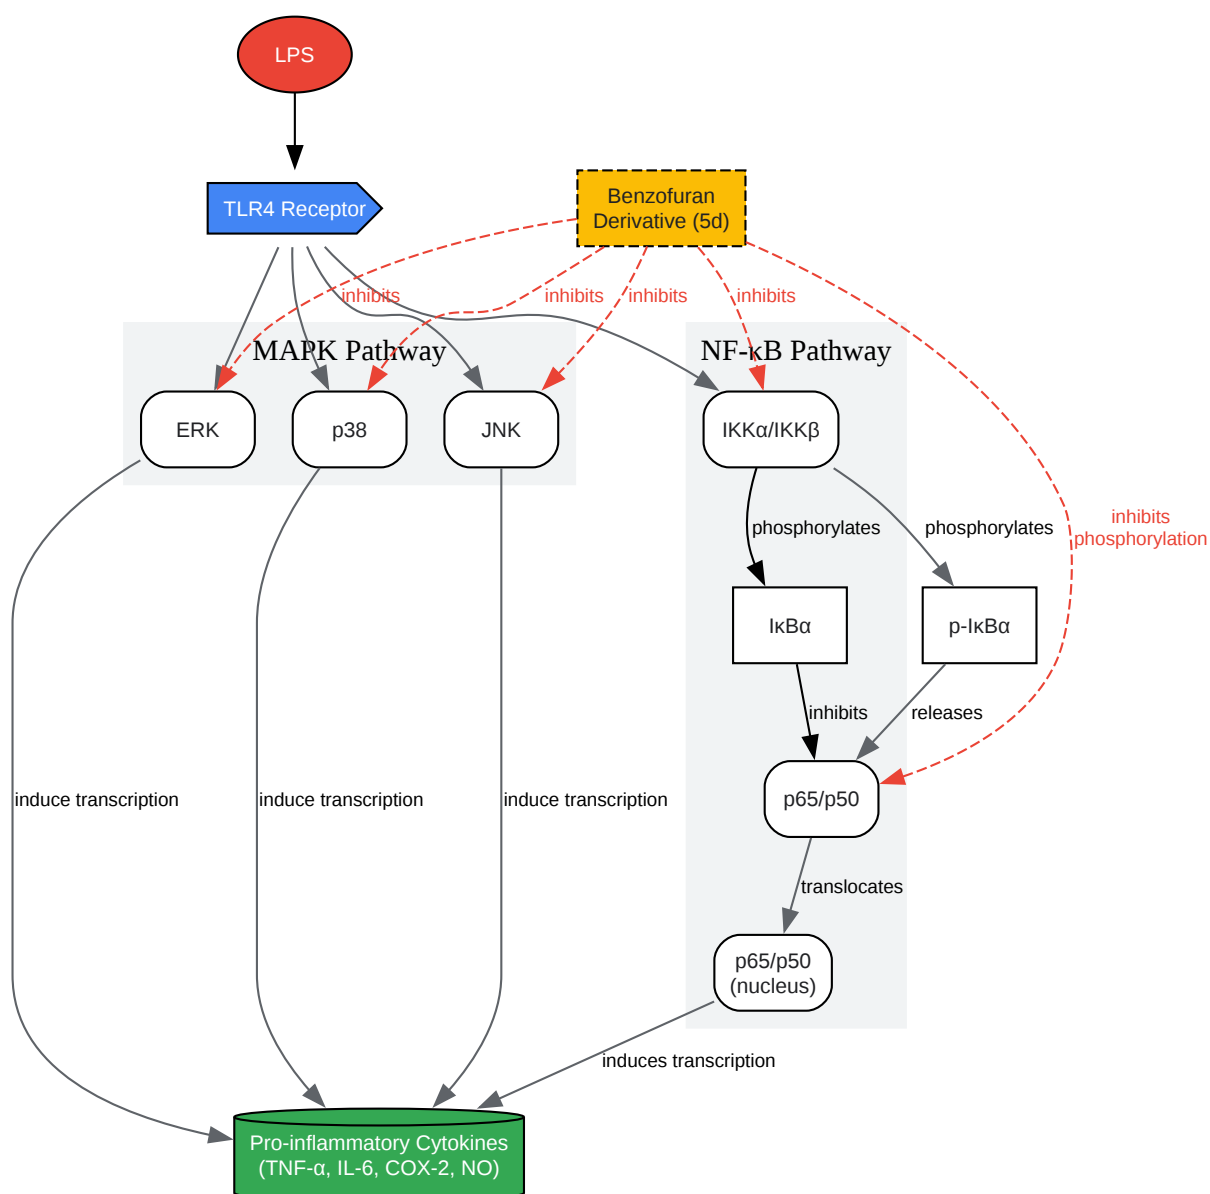 LPS
TLR4 Receptor
Benzofuran
Derivative (5d)
inhibits
inhibits
inhibits
inhibits
MAPK Pathway
NF-κB Pathway
ERK
p38
JNK
IKKα/IKKβ
inhibits
phosphorylation
phosphorylates
phosphorylates
IκBα
p-IκBα
inhibits
releases
induce transcription
induce transcription
induce transcription
p65/p50
translocates
p65/p50
(nucleus)
induces transcription
Pro-inflammatory Cytokines
(TNF-α, IL-6, COX-2, NO)